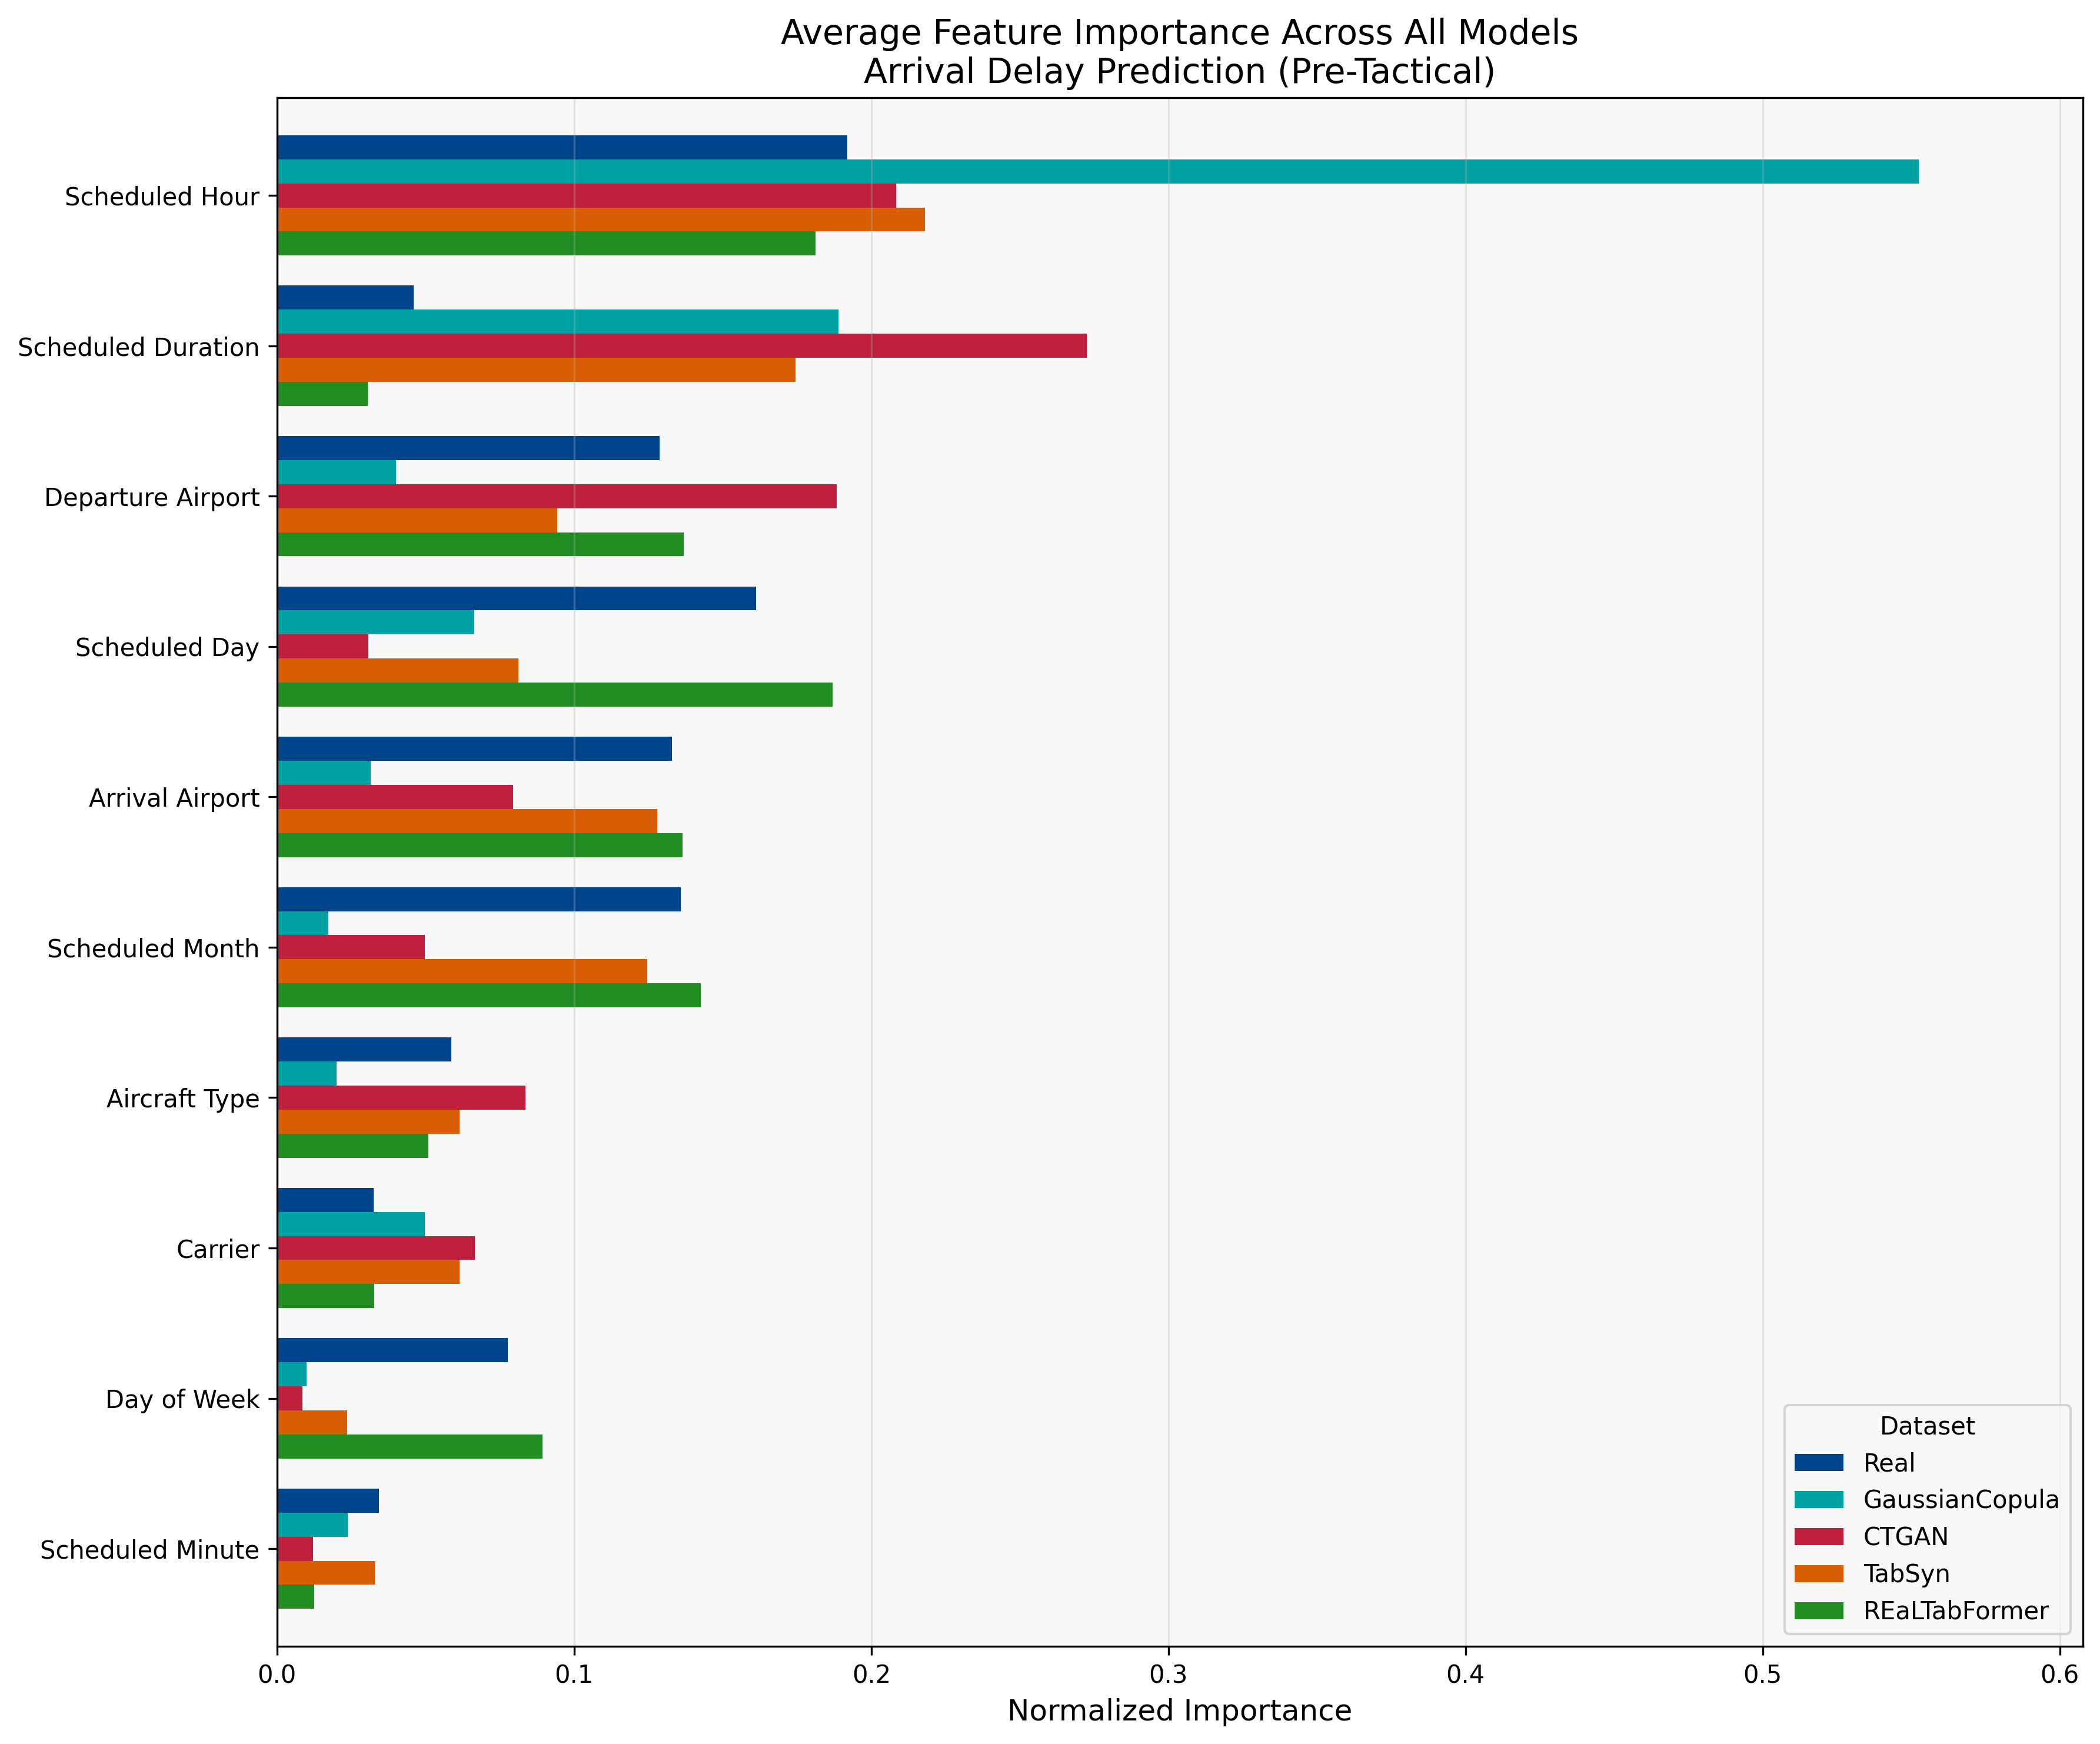 Average Feature Importance Across All Models
Arrival Delay Prediction (Pre-Tactical)
Scheduled Hour
Scheduled Duration
Departure Airport
Scheduled Day
Arrival Airport
Scheduled Month
Aircraft Type
Carrier
Day of Week
Scheduled Minute
Dataset
Real
GaussianCopula
CTGAN
TabSyn
REaLTabFormer
0.0 0.1 0.2 0.3 0.4 0.5 0.6
Normalized Importance